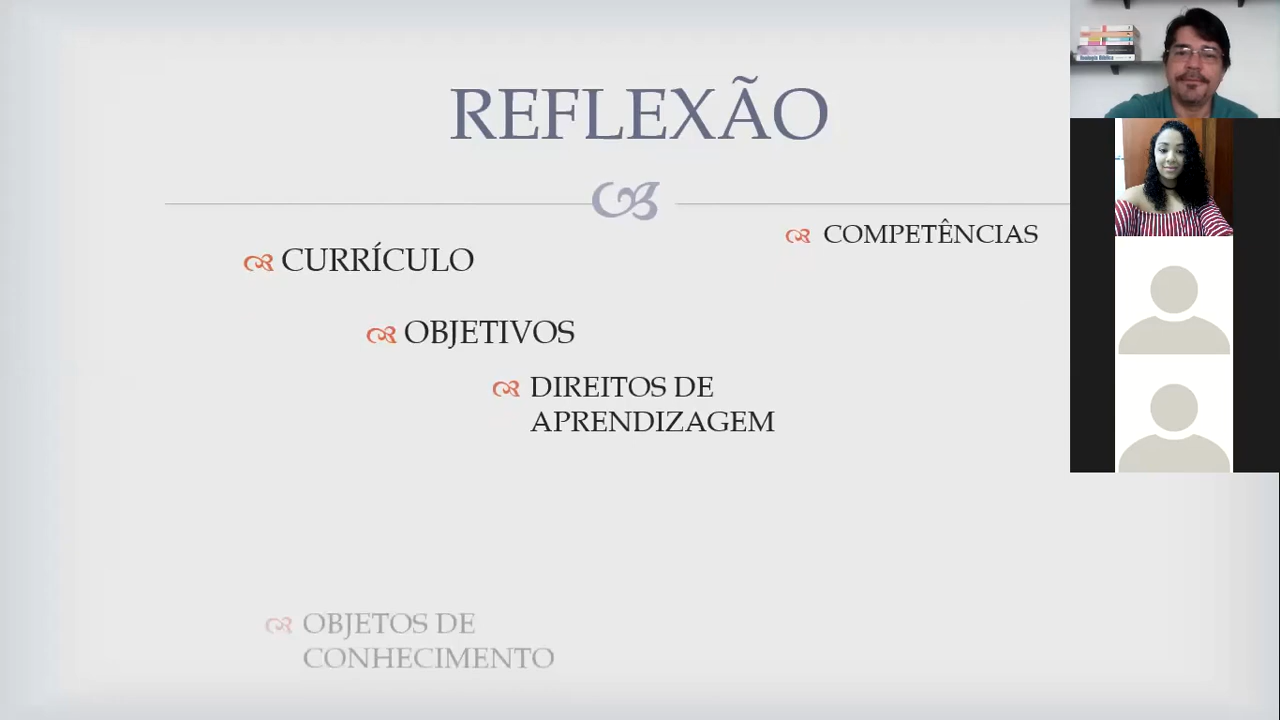 REFLEXÃO
COMPETÊNCIAS
CURRÍCULO
OBJETIVOS
DIREITOS DE
APRENDIZAGEM
OBJETOS DE
CONHECIMENTO